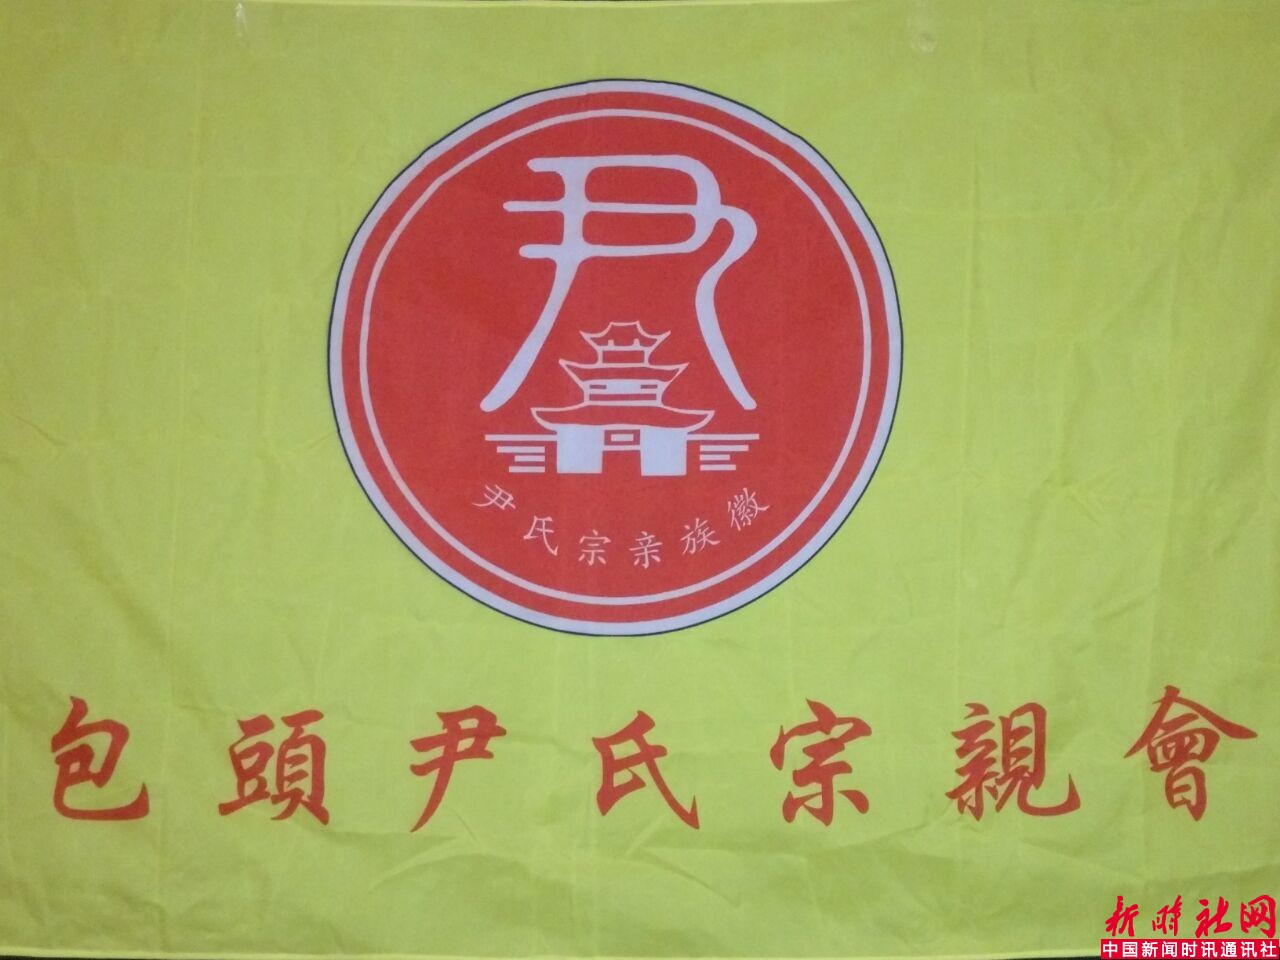 尹
尹氏宗亲族徽
包頭尹氏宗親會
新时社网
中国新闻时讯通讯社